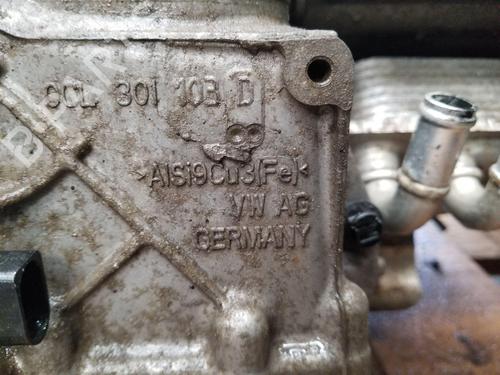 0CL 301 103 D
>AlSi9Cu3(Fe)<
VW AG
GERMANY